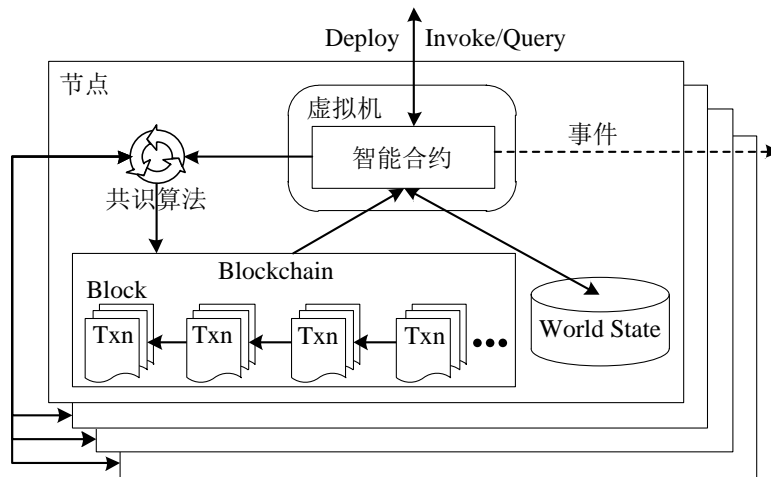 Deploy Invoke/Query
节点
虚拟机
事件
智能合约
共识算法
Blockchain
Block
Txn Txn Txn Txn
World State